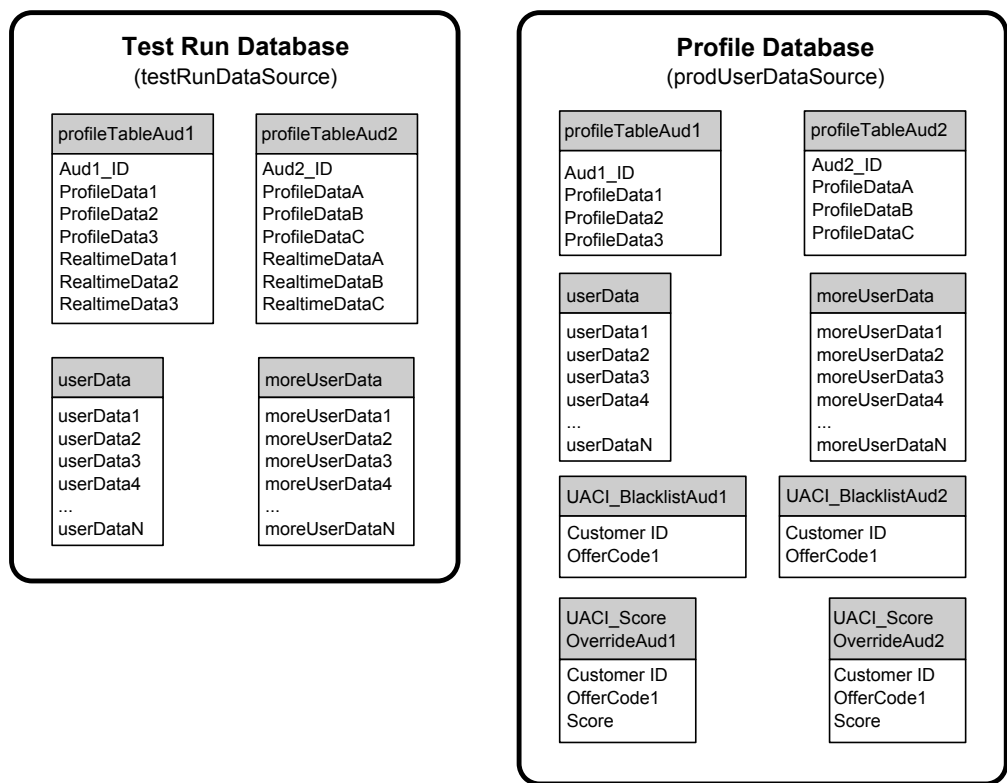 Test Run Database
(testRunDataSource)
profileTableAud1
Aud1_ID
ProfileData1
ProfileData2
ProfileData3
RealtimeData1
RealtimeData2
RealtimeData3
profileTableAud2
Aud2_ID
ProfileDataA
ProfileDataB
ProfileDataC
RealtimeDataA
RealtimeDataB
RealtimeDataC
userData
userData1
userData2
userData3
userData4
...
userDataN
moreUserData
moreUserData1
moreUserData2
moreUserData3
moreUserData4
...
moreUserDataN
Profile Database
(prodUserDataSource)
profileTableAud1
Aud1_ID
ProfileData1
ProfileData2
ProfileData3
profileTableAud2
Aud2_ID
ProfileDataA
ProfileDataB
ProfileDataC
userData
userData1
userData2
userData3
userData4
...
userDataN
moreUserData
moreUserData1
moreUserData2
moreUserData3
moreUserData4
...
moreUserDataN
UACI_BlacklistAud1
Customer ID
OfferCode1
UACI_BlacklistAud2
Customer ID
OfferCode1
UACI_Score
OverrideAud1
Customer ID
OfferCode1
Score
UACI_Score
OverrideAud2
Customer ID
OfferCode1
Score